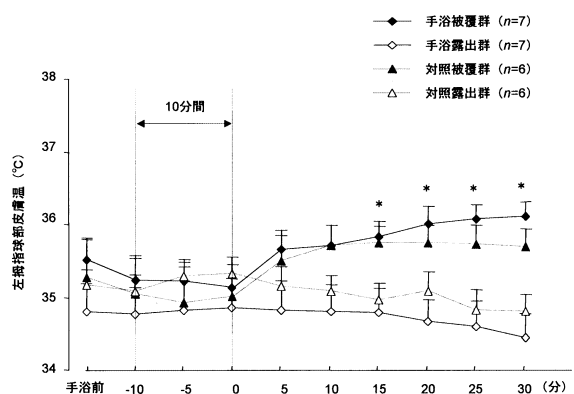 手浴被覆群 (n=7)
手浴露出群 (n=7)
対照被覆群 (n=6)
対照露出群 (n=6)
38
37
36
35
34
左拇指球部皮膚温 (℃)
10分間
* * * *
手浴前 -10 -5 0 5 10 15 20 25 30 (分)